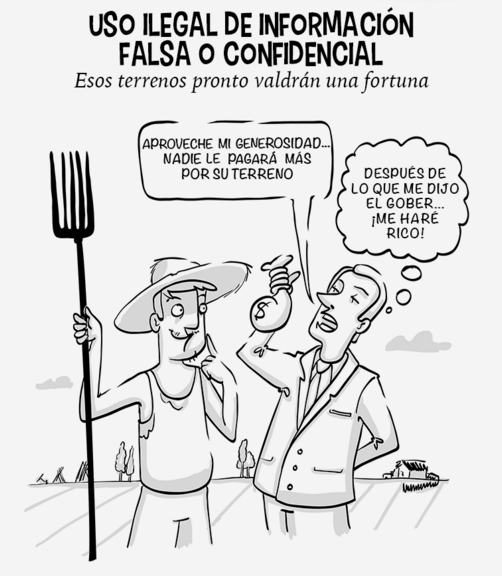 USO ILEGAL DE INFORMACIÓN
FALSA O CONFIDENCIAL
Esos terrenos pronto valdrán una fortuna
APROVECHE MI GENEROSIDAD...
NADIE LE PAGARÁ MÁS
POR SU TERRENO
DESPUÉS DE
LO QUE ME DIJO
EL GOBER...
¡ME HARÉ
RICO!
$